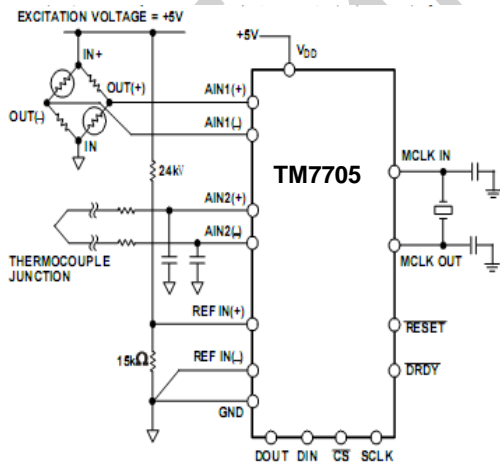 EXCITATION VOLTAGE = +5V
+5V
VDD
IN+
OUT(+)
AIN1(+)
OUT(–)
AIN1(–)
IN
24kV
TM7705
MCLK IN
AIN2(+)
AIN2(–)
THERMOCOUPLE
JUNCTION
MCLK OUT
REF IN(+)
RESET
15kΩ
REF IN(–)
DRDY
GND
DOUT DIN CS SCLK